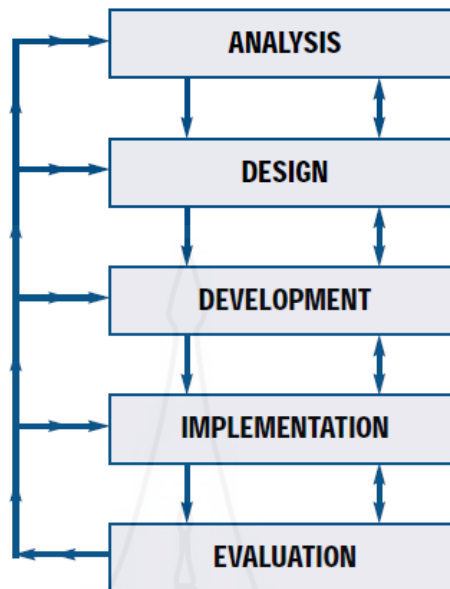 ANALYSIS
DESIGN
DEVELOPMENT
IMPLEMENTATION
EVALUATION